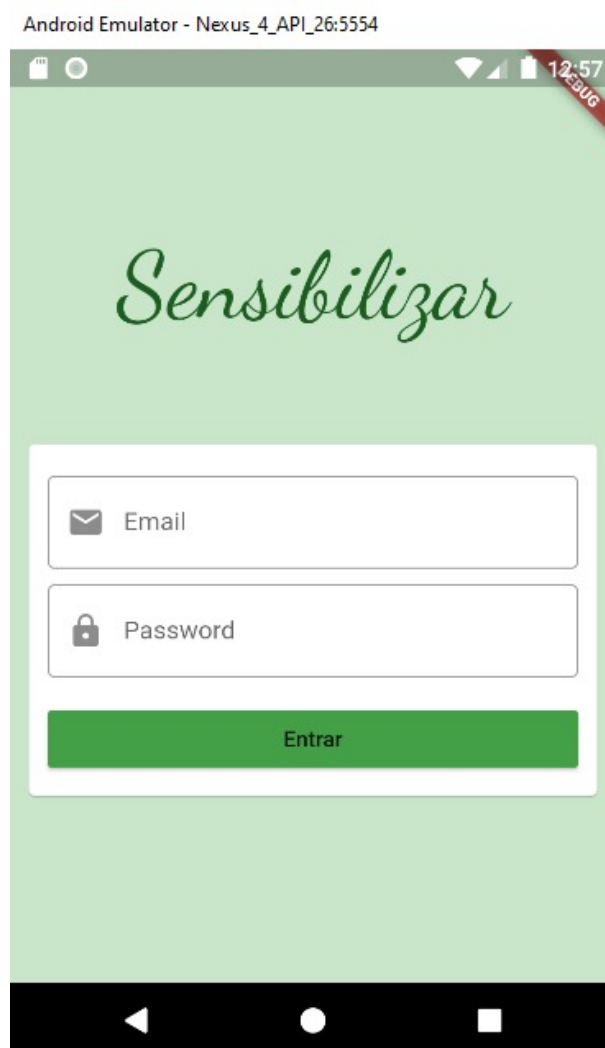 Android Emulator - Nexus_4_API_26:5554
12:57
DEBUG
Sensibilizar
Email
Password
Entrar